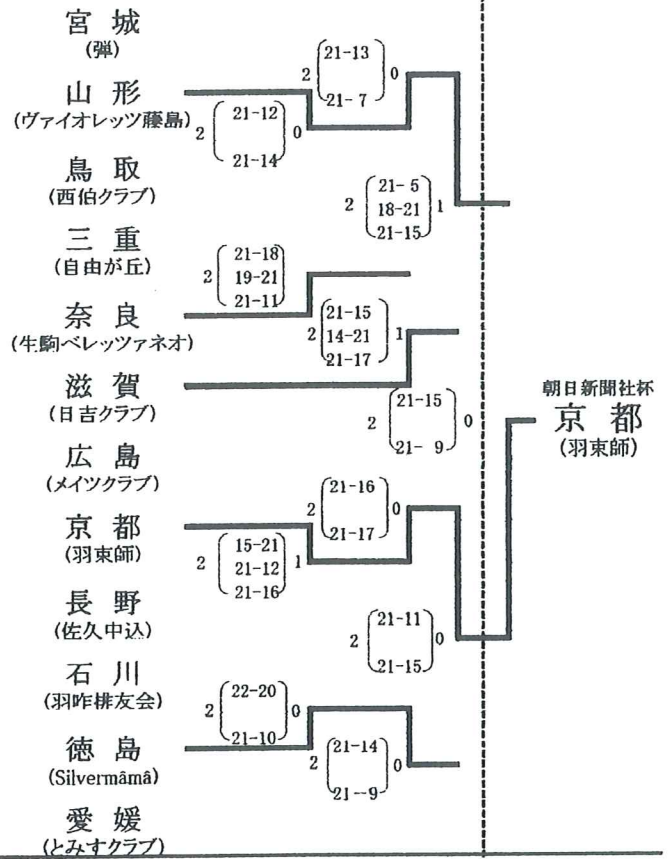 宮城
(弾)
21-13
2 0
21-7
山形
(ヴァイオレッツ藤島)
21-12
2 0
21-14
鳥取
(西伯クラブ)
21-5
2 18-21 1
21-15
三重
(自由が丘)
21-18
2 19-21
21-11
奈良
(生駒ベレッツァネオ)
21-15
2 14-21 1
21-17
滋賀
(日吉クラブ)
21-15
2 0
21-9
朝日新聞社杯
京都
(羽束師)
広島
(メイツクラブ)
21-16
2 0
21-17
京都
(羽束師)
15-21
2 21-12 1
21-16
長野
(佐久中込)
21-11
2 0
21-15
石川
(羽咋排友会)
22-20
2 0
21-10
徳島
(Silvermâmâ)
21-14
2 0
21--9
愛媛
(とみすクラブ)